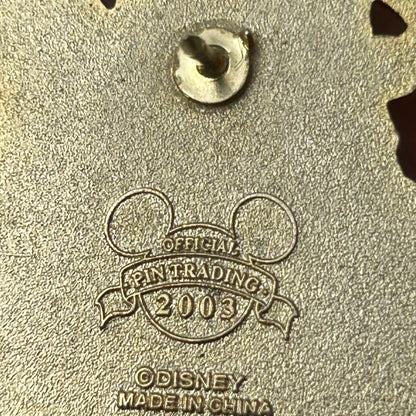 OFFICIAL
PIN TRADING
2003
©DISNEY
MADE IN CHINA